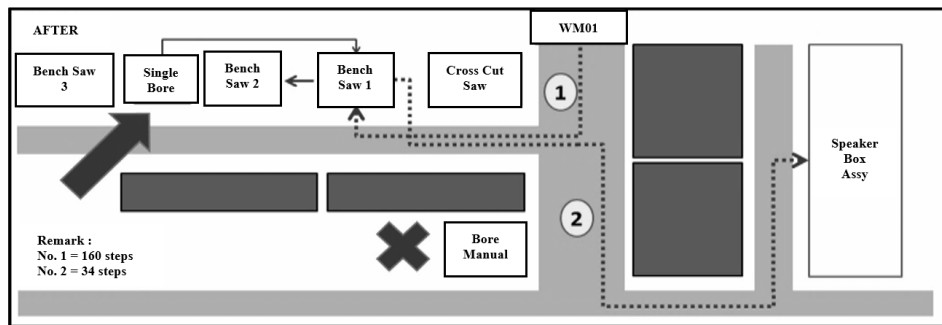 AFTER
WM01
Bench Saw
3
Single
Bore
Bench
Saw 2
Bench
Saw 1
Cross Cut
Saw
1
Speaker
Box
Assy
2
Bore
Manual
Remark :
No. 1 = 160 steps
No. 2 = 34 steps